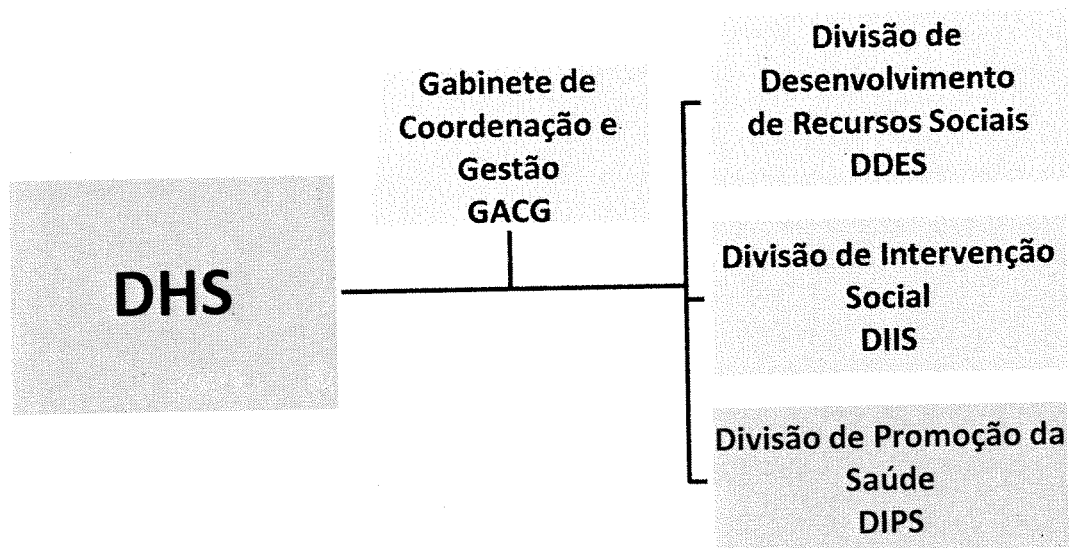 DHS
Gabinete de
Coordenação e
Gestão
GACG
Divisão de
Desenvolvimento
de Recursos Sociais
DDES
Divisão de Intervenção
Social
DIIS
Divisão de Promoção da
Saúde
DIPS